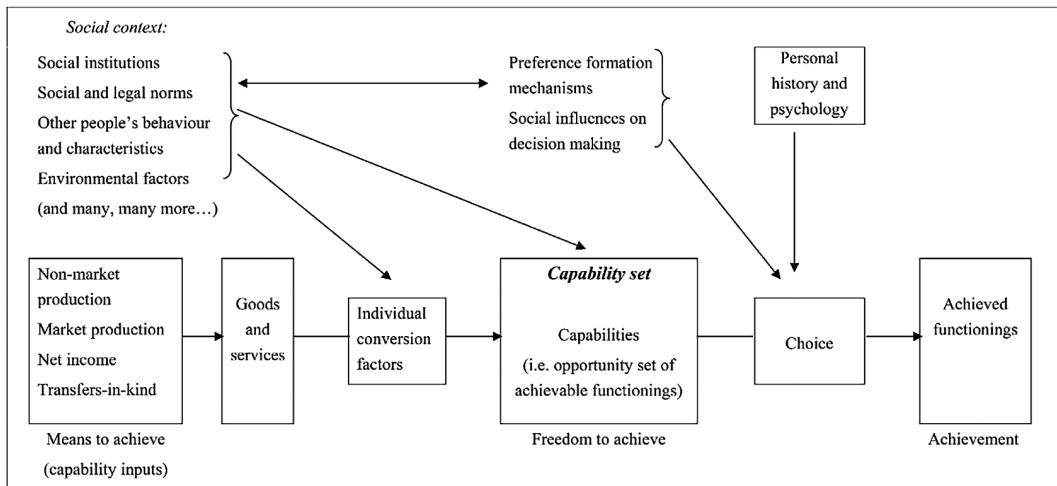 Social context:
Social institutions
Social and legal norms
Other people's behaviour
and characteristics
Environmental factors
(and many, many more…)
Preference formation
mechanisms
Social influences on
decision making
Personal
history and
psychology
Non-market
production
Market production
Net income
Transfers-in-kind
Goods
and
services
Individual
conversion
factors
Capability set
Capabilities
(i.e. opportunity set of
achievable functionings)
Choice
Achieved
functionings
Means to achieve
(capability inputs)
Freedom to achieve
Achievement